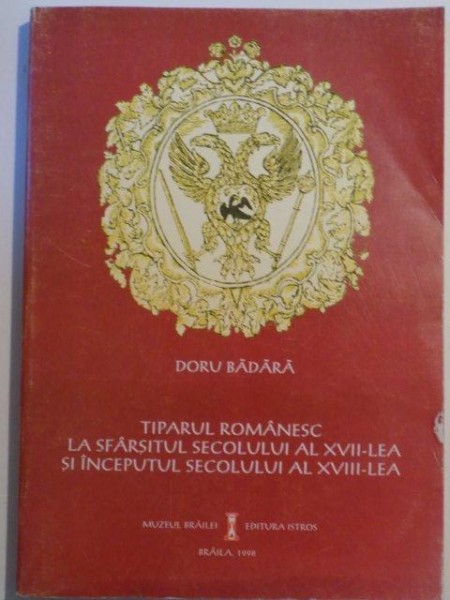 DORU BĂDĂRĂ
TIPARUL ROMÂNESC
LA SFÂRȘITUL SECOLULUI AL XVII-LEA
ȘI ÎNCEPUTUL SECOLULUI AL XVIII-LEA
MUZEUL BRĂILEI EDITURA ISTROS
BRĂILA, 1998